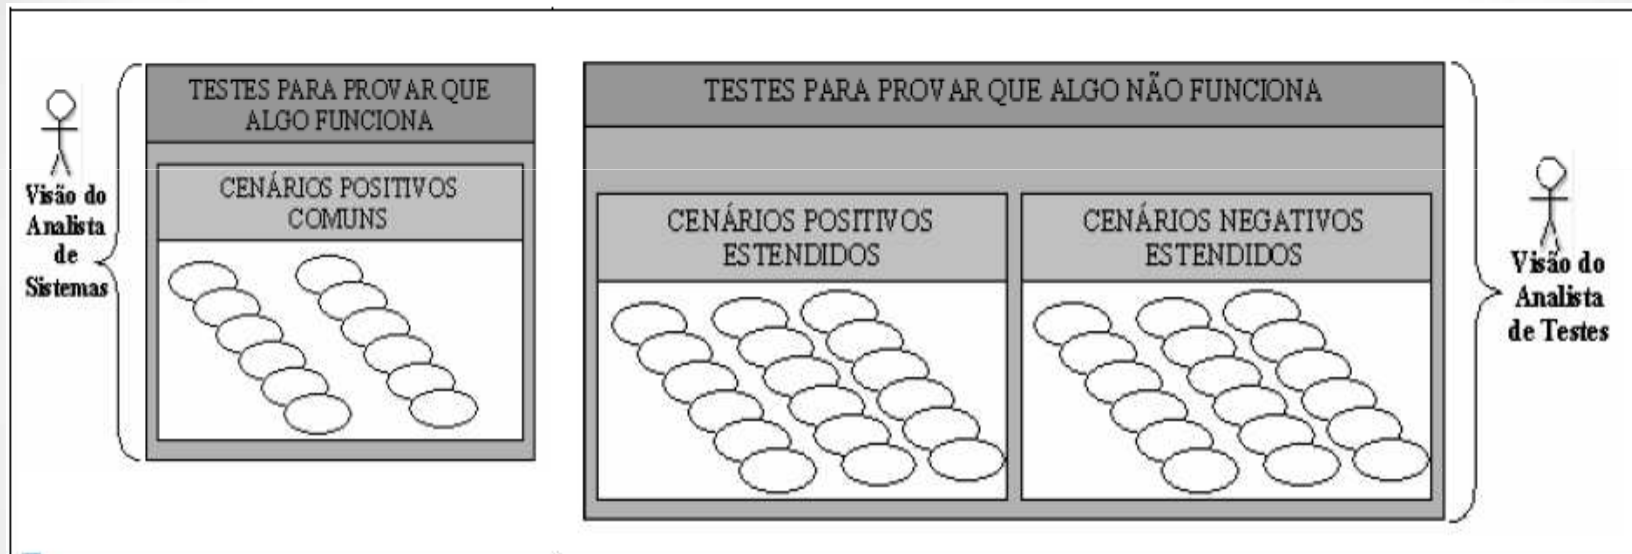 Visão do
Analista
de
Sistemas
TESTES PARA PROVAR QUE
ALGO FUNCIONA
CENÁRIOS POSITIVOS
COMUNS
TESTES PARA PROVAR QUE ALGO NÃO FUNCIONA
CENÁRIOS POSITIVOS
ESTENDIDOS
CENÁRIOS NEGATIVOS
ESTENDIDOS
Visão do
Analista
de Testes